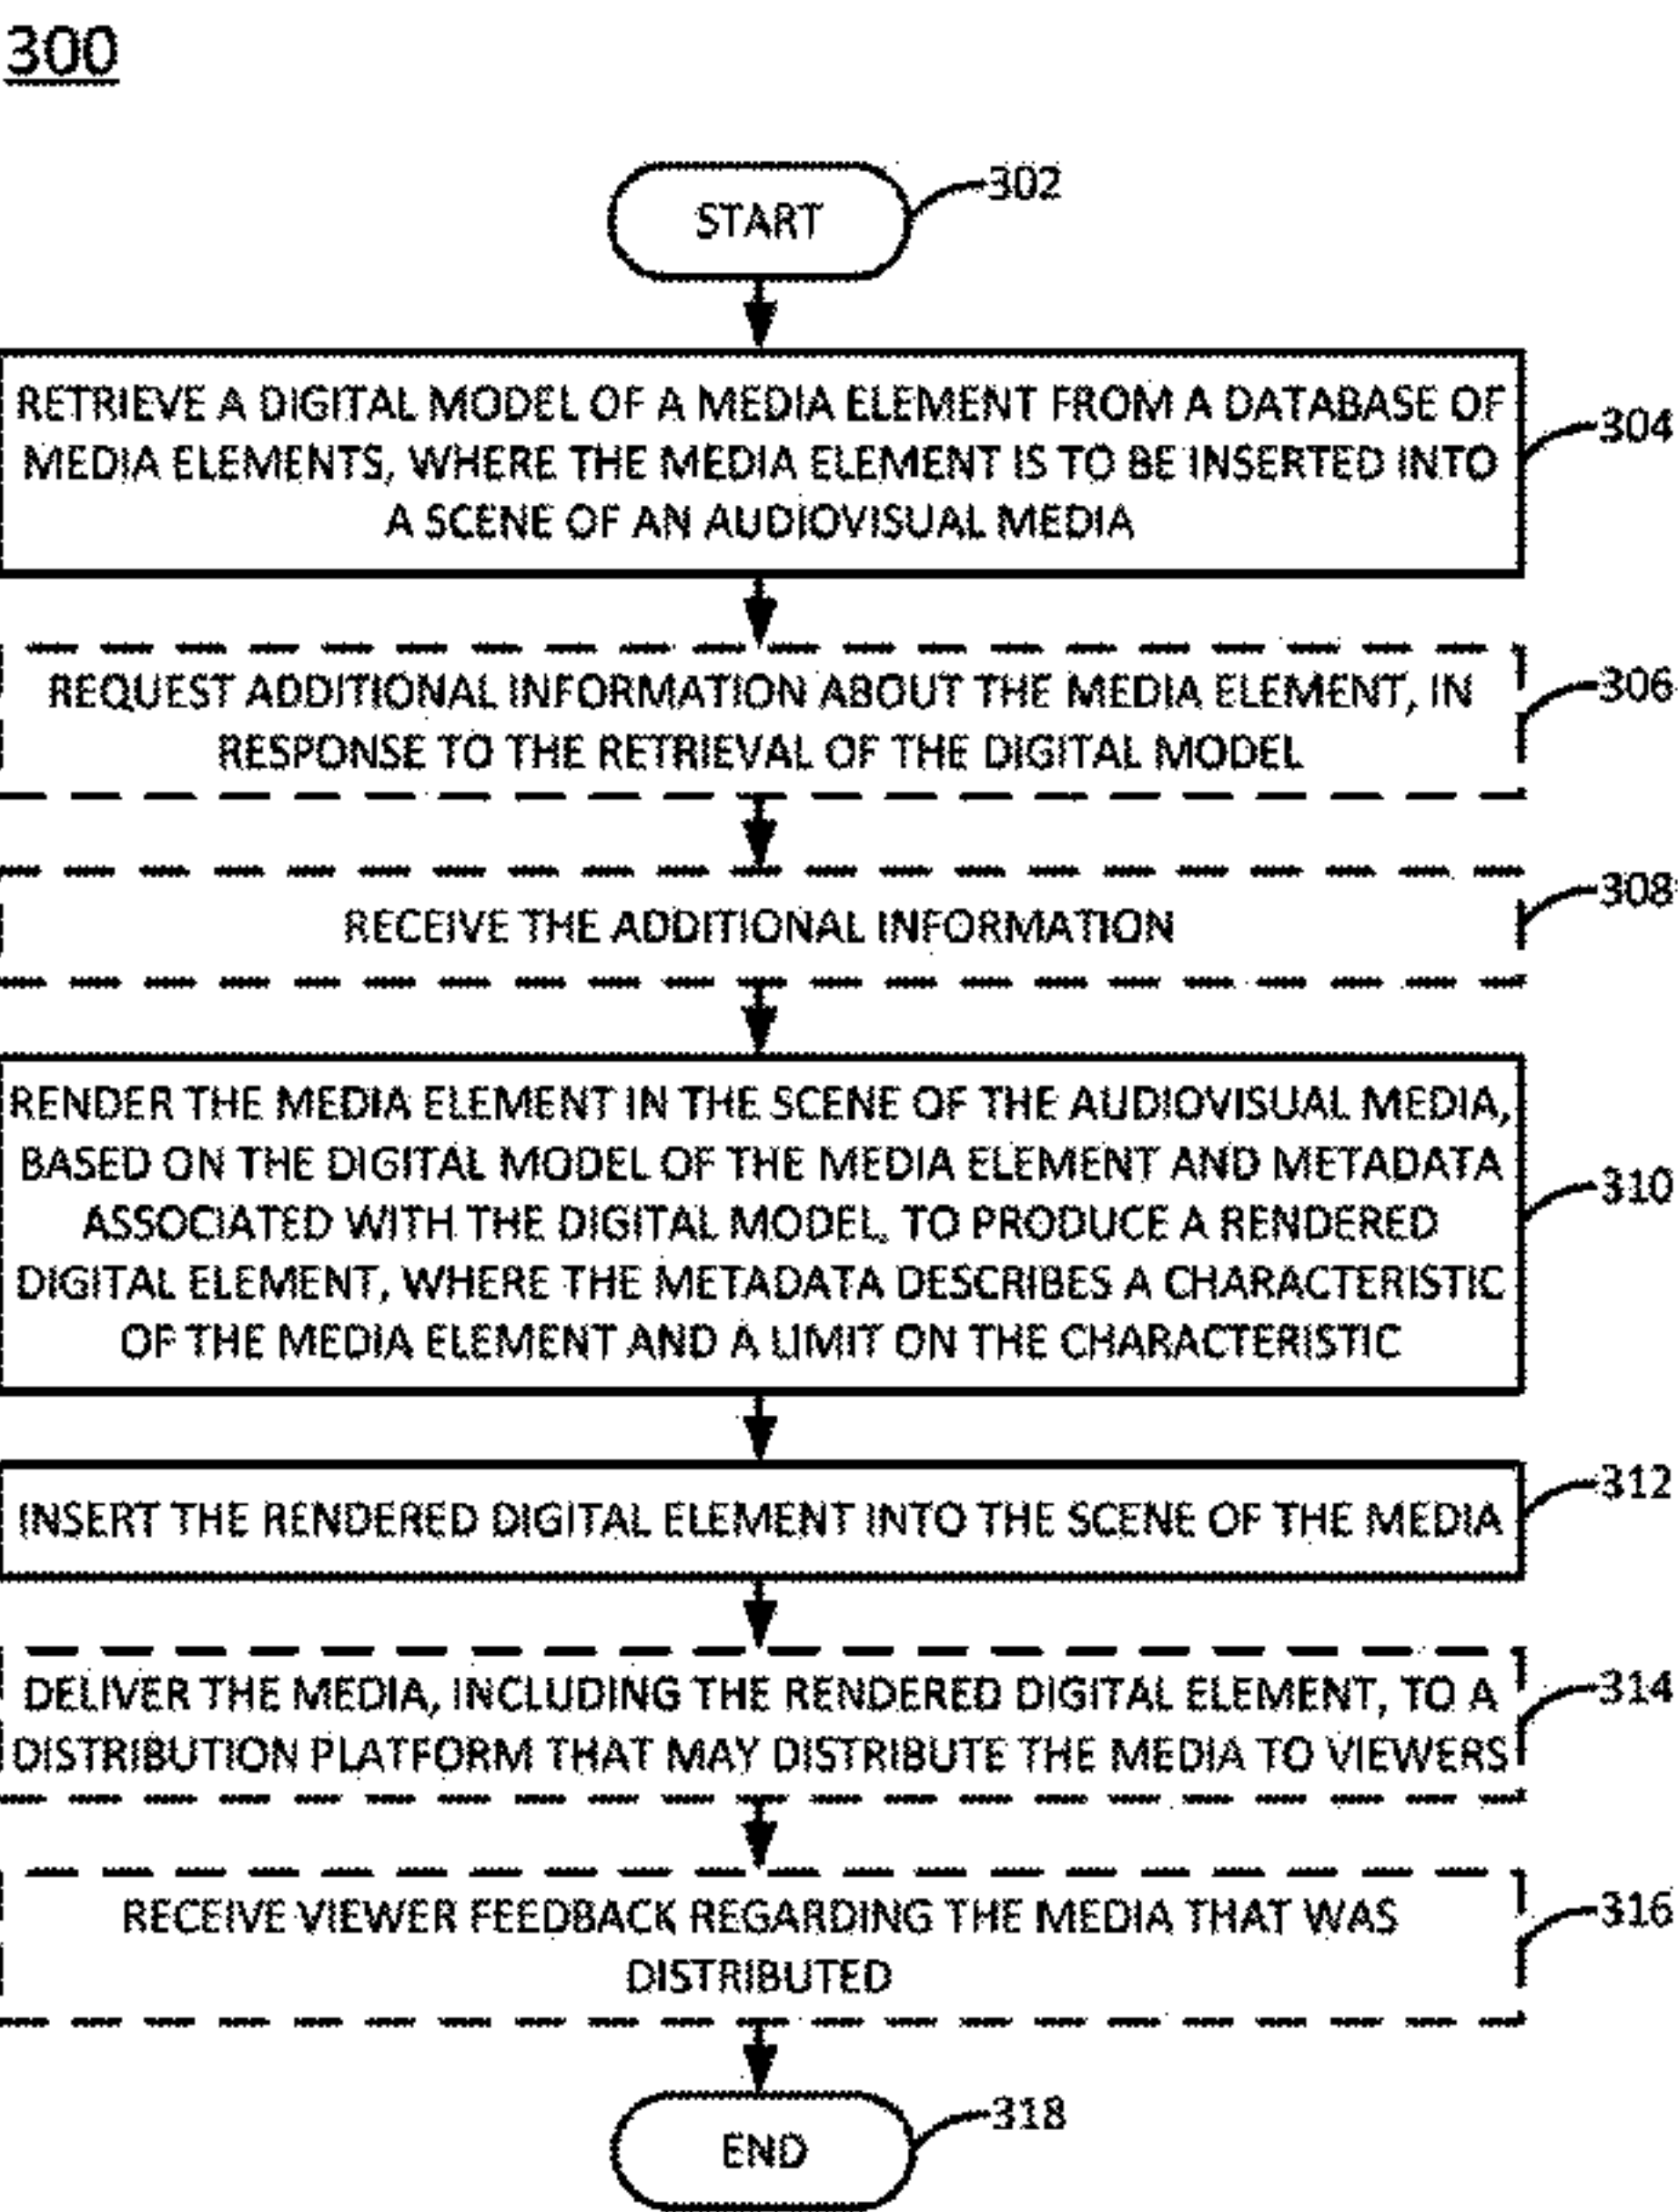 300
302
START
RETRIEVE A DIGITAL MODEL OF A MEDIA ELEMENT FROM A DATABASE OF
MEDIA ELEMENTS, WHERE THE MEDIA ELEMENT IS TO BE INSERTED INTO
A SCENE OF AN AUDIOVISUAL MEDIA
304
REQUEST ADDITIONAL INFORMATION ABOUT THE MEDIA ELEMENT, IN
RESPONSE TO THE RETRIEVAL OF THE DIGITAL MODEL
306
RECEIVE THE ADDITIONAL INFORMATION
308
RENDER THE MEDIA ELEMENT IN THE SCENE OF THE AUDIOVISUAL MEDIA,
BASED ON THE DIGITAL MODEL OF THE MEDIA ELEMENT AND METADATA
ASSOCIATED WITH THE DIGITAL MODEL, TO PRODUCE A RENDERED
DIGITAL ELEMENT, WHERE THE METADATA DESCRIBES A CHARACTERISTIC
OF THE MEDIA ELEMENT AND A LIMIT ON THE CHARACTERISTIC
310
INSERT THE RENDERED DIGITAL ELEMENT INTO THE SCENE OF THE MEDIA
312
DELIVER THE MEDIA, INCLUDING THE RENDERED DIGITAL ELEMENT, TO A
DISTRIBUTION PLATFORM THAT MAY DISTRIBUTE THE MEDIA TO VIEWERS
314
RECEIVE VIEWER FEEDBACK REGARDING THE MEDIA THAT WAS
DISTRIBUTED
316
END
318